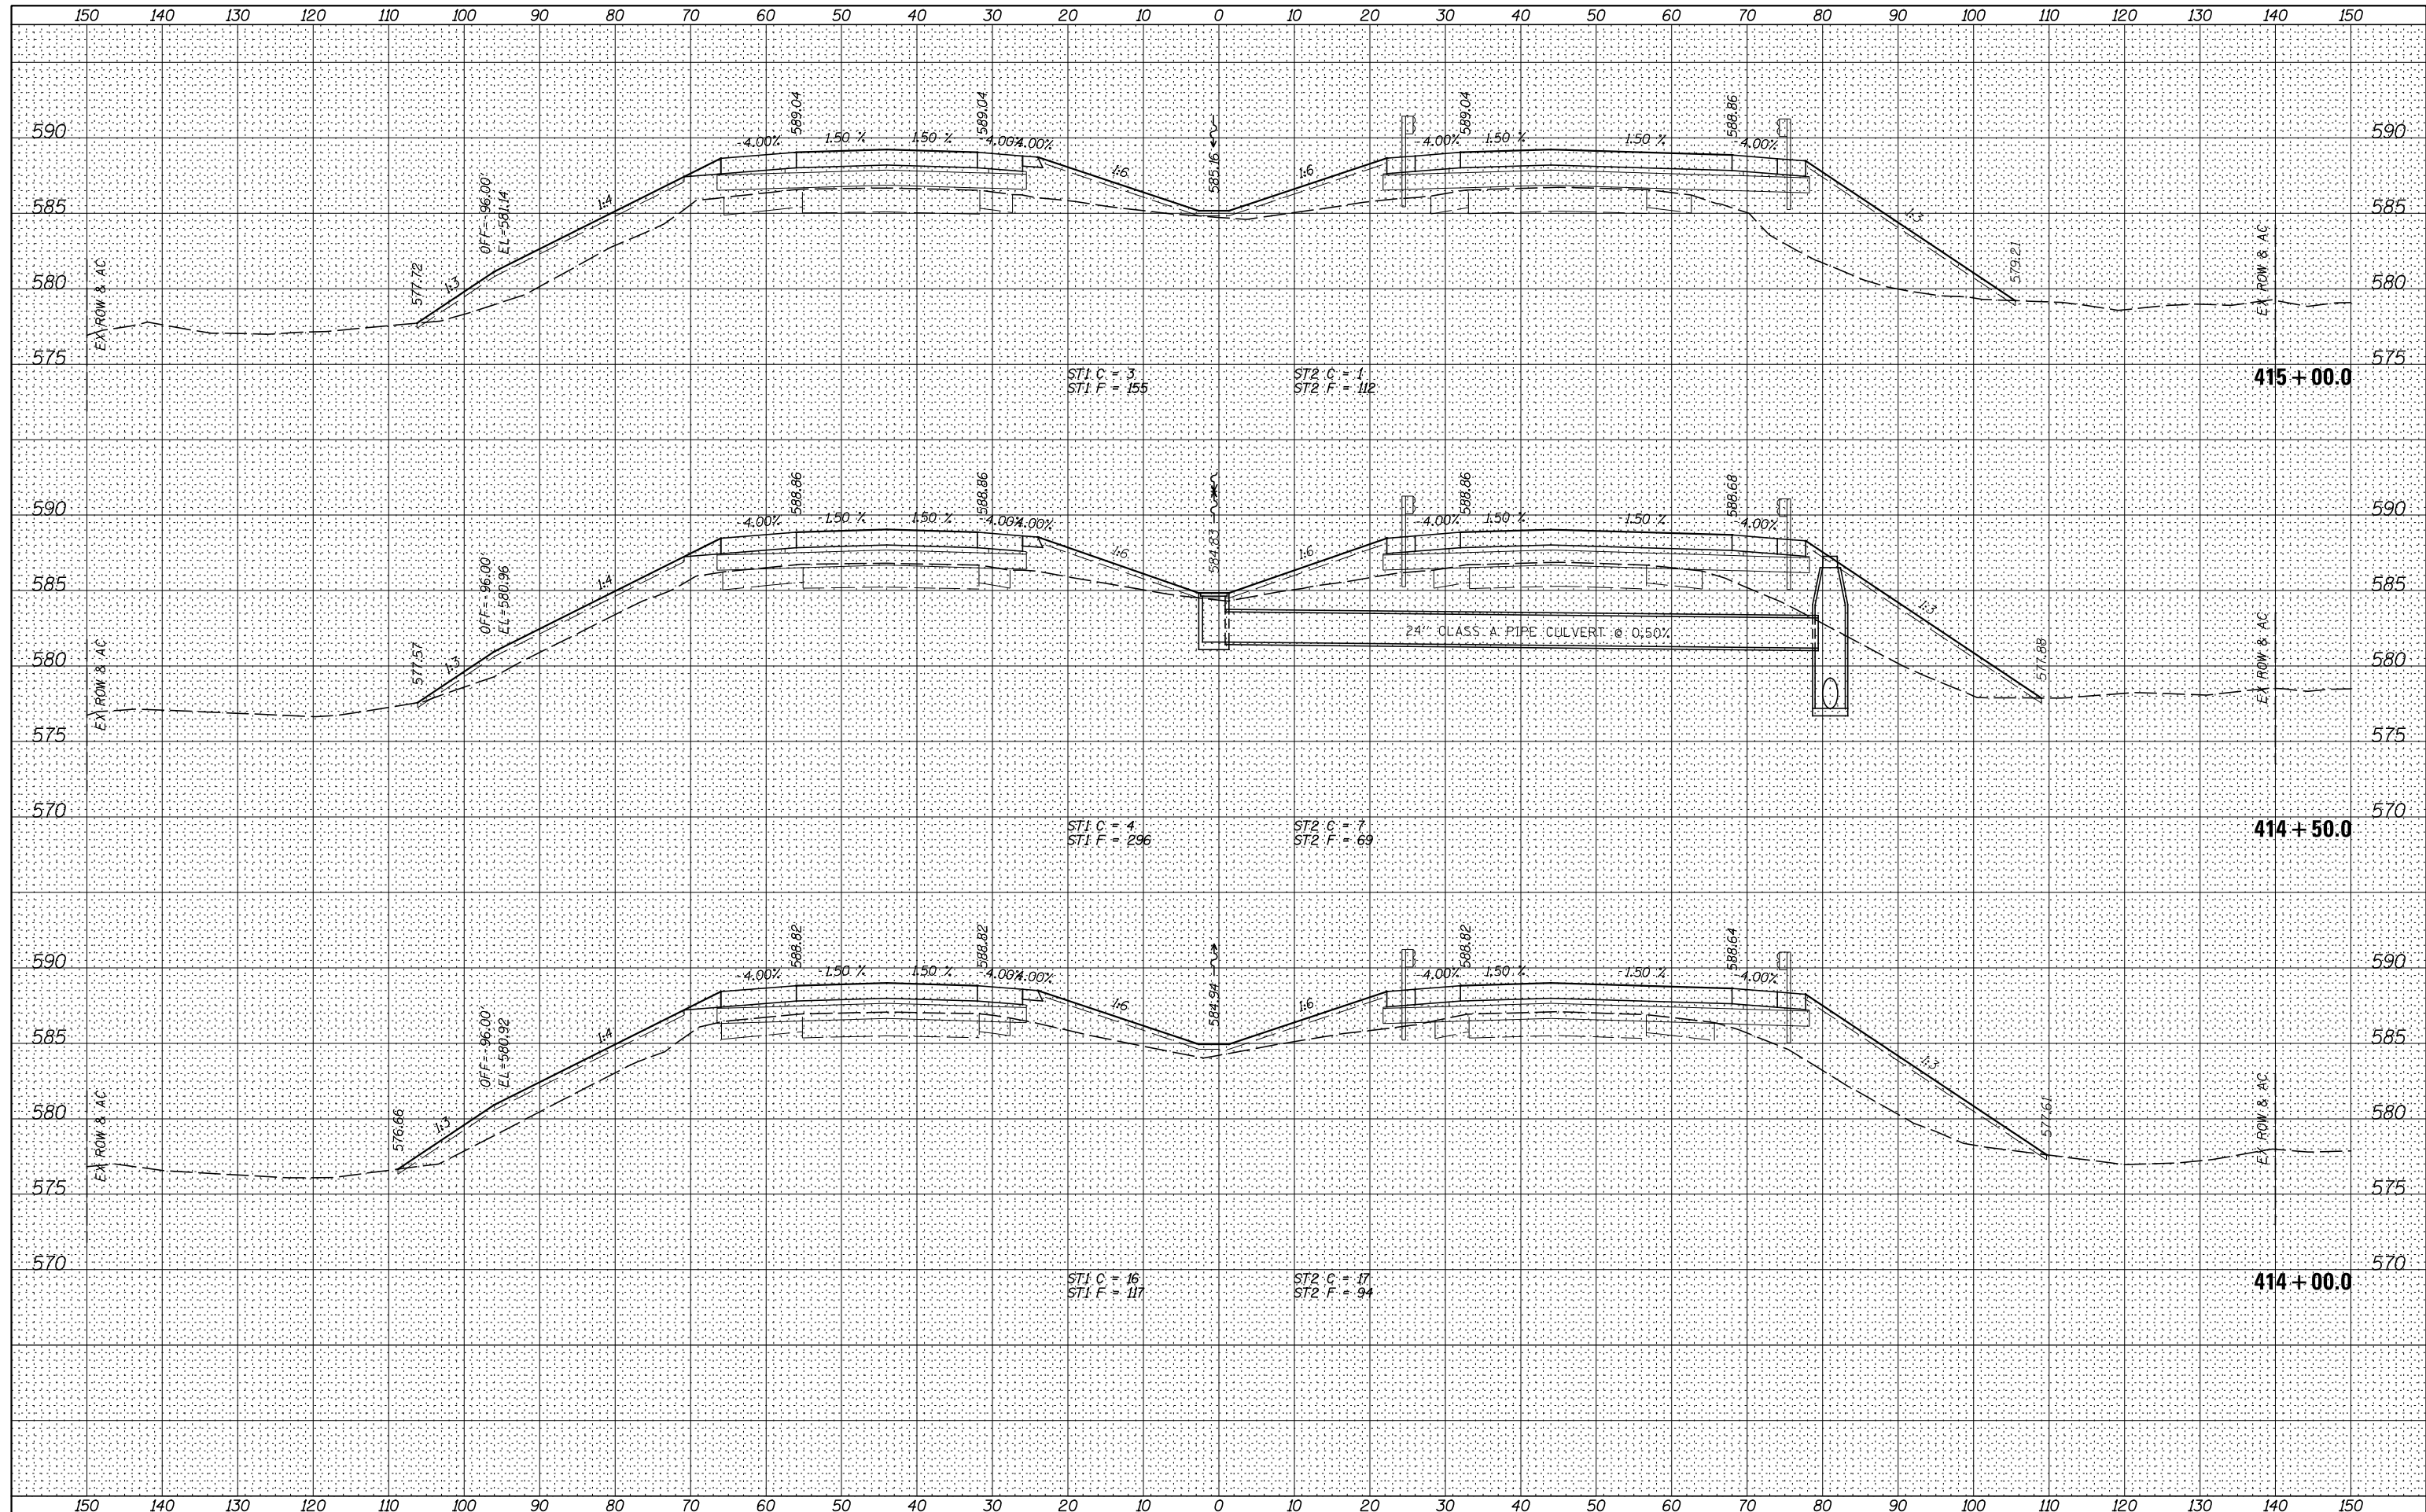 150 140 130 120 110 100 90 80 70 60 50 40 30 20 10 0 10 20 30 40 50 60 70 80 90 100 110 120 130 140 150
589.04 589.04 589.04 588.86
590 -4.00% 1.50 % 1.50 % -4.00% 4.00% 585.16 -4.00% 1.50 % 1.50 % -4.00% 590
1:6 1:6
585 OFF=-96.00' 1:4 1:3 585
EL=581.14
580 EX ROW & AC 577.72 1:3 579.21 EX ROW & AC 580
575 575
ST1 C = 3 ST2 C = 1 415+00.0
ST1 F = 155 ST2 F = 112
588.86 588.86 588.86 588.68
590 -4.00% -1.50 % 1.50 % -4.00% 4.00% 584.83 -4.00% 1.50 % -1.50 % -4.00% 590
1:6 1:6
585 OFF=-96.00' 1:4 1:3 585
EL=580.96
24" CLASS A PIPE CULVERT @ 0.50%
580 EX ROW & AC 577.57 1:3 577.88 EX ROW & AC 580
575 575
570 570
ST1 C = 4 ST2 C = 7 414+50.0
ST1 F = 296 ST2 F = 69
588.82 588.82 588.82 588.64
590 -4.00% -1.50 % 1.50 % -4.00% 4.00% 584.94 -4.00% 1.50 % -1.50 % -4.00% 590
1:6 1:6
585 OFF=-96.00' 1:4 1:3 585
EL=580.92
580 EX ROW & AC 576.66 1:3 577.61 EX ROW & AC 580
575 575
570 570
ST1 C = 16 ST2 C = 17 414+00.0
ST1 F = 117 ST2 F = 94
150 140 130 120 110 100 90 80 70 60 50 40 30 20 10 0 10 20 30 40 50 60 70 80 90 100 110 120 130 140 150